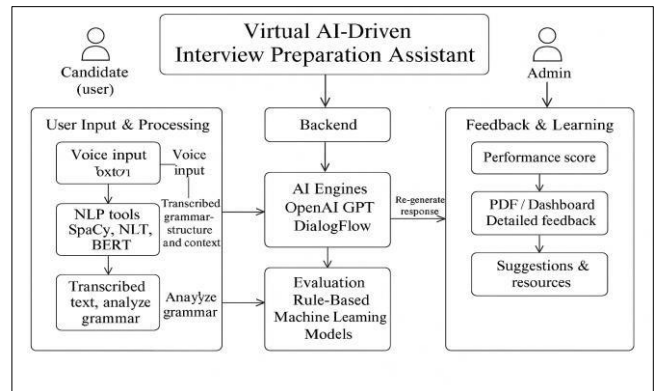 Virtual AI-Driven
Interview Preparation Assistant
Candidate
(user)
Admin
User Input & Processing
Voice input
Voice
input
NLP tools
SpaCy, NLT,
BERT
Transcribed
grammar-
structure
and context
Transcribed
text, analyze
grammar
Anaylyze
grammar
Backend
AI Engines
OpenAI GPT
DialogFlow
Evaluation
Rule-Based
Machine Leaming
Models
Re-generate
response
Feedback & Learning
Performance score
PDF / Dashboard
Detailed feedback
Suggestions &
resources